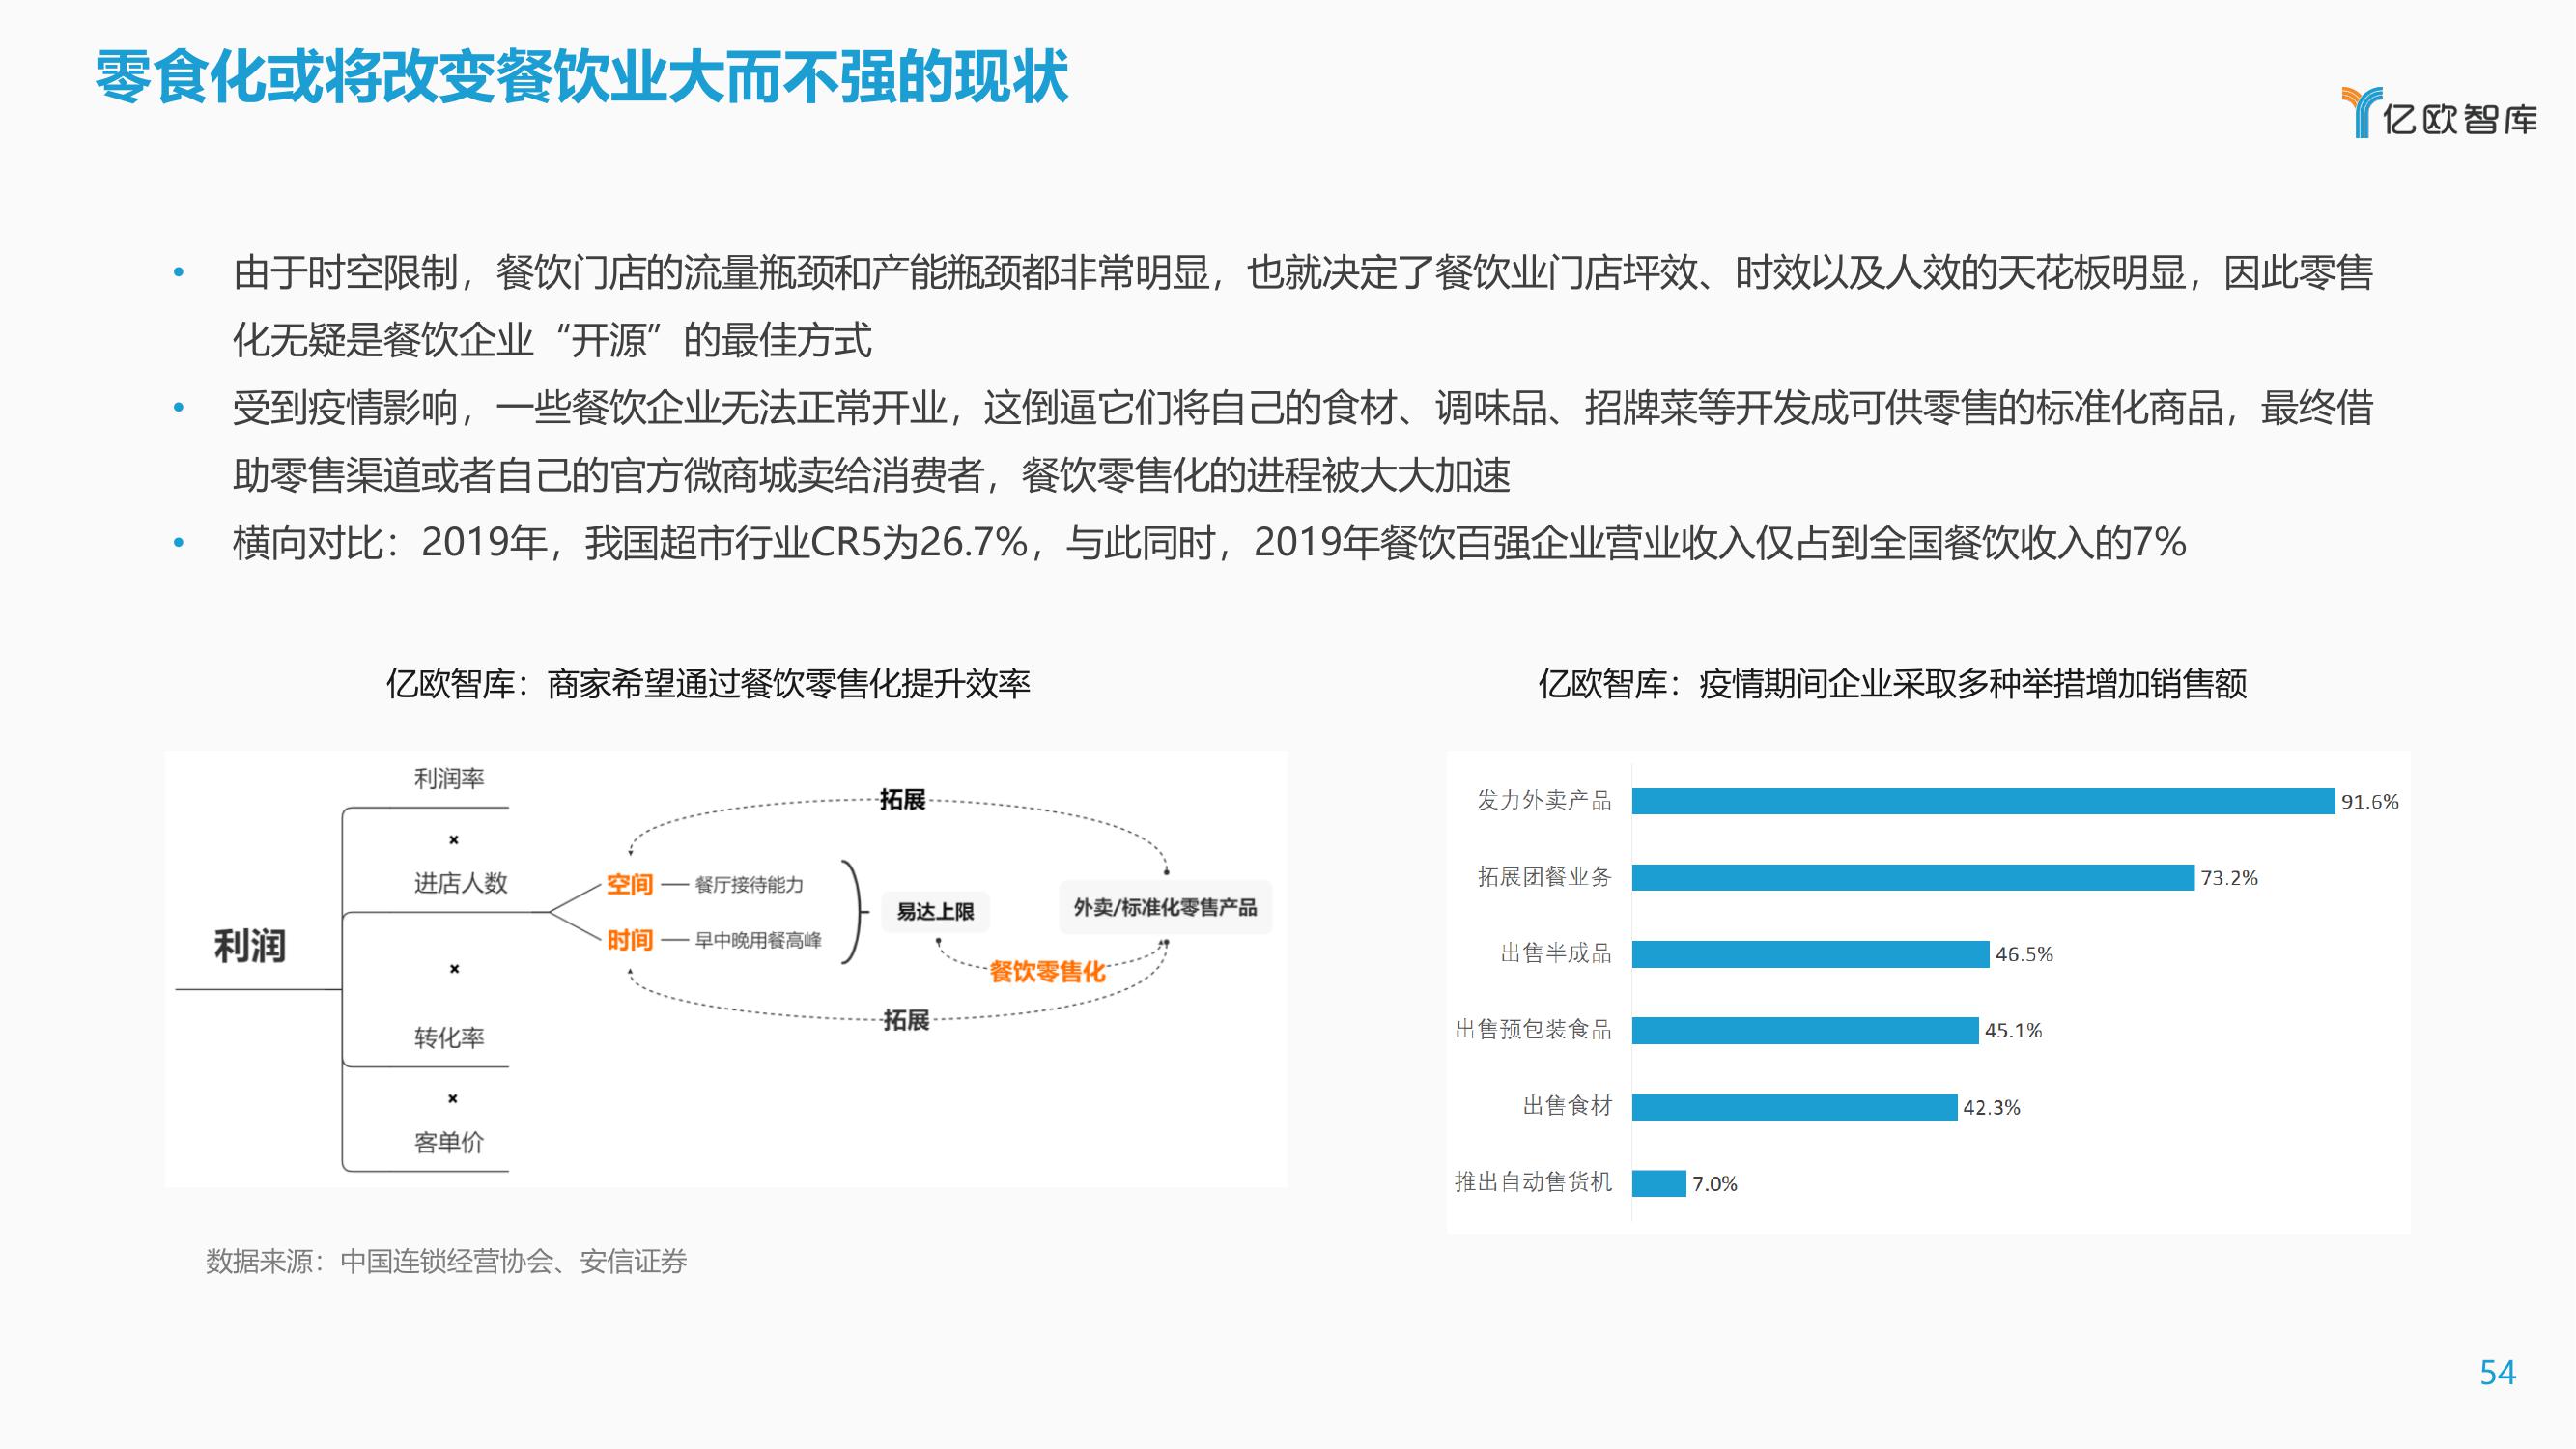 零食化或将改变餐饮业大而不强的现状
亿欧智库
• 由于时空限制，餐饮门店的流量瓶颈和产能瓶颈都非常明显，也就决定了餐饮业门店坪效、时效以及人效的天花板明显，因此零售
化无疑是餐饮企业“开源”的最佳方式
• 受到疫情影响，一些餐饮企业无法正常开业，这倒逼它们将自己的食材、调味品、招牌菜等开发成可供零售的标准化商品，最终借
助零售渠道或者自己的官方微商城卖给消费者，餐饮零售化的进程被大大加速
• 横向对比：2019年，我国超市行业CR5为26.7%，与此同时，2019年餐饮百强企业营业收入仅占到全国餐饮收入的7%
亿欧智库：商家希望通过餐饮零售化提升效率
利润
利润率
×
进店人数
×
转化率
×
客单价
空间
餐厅接待能力
时间
早中晚用餐高峰
易达上限
外卖/标准化零售产品
拓展
餐饮零售化
拓展
亿欧智库：疫情期间企业采取多种举措增加销售额
发力外卖产品 91.6%
拓展团餐业务 73.2%
出售半成品 46.5%
出售预包装食品 45.1%
出售食材 42.3%
推出自动售货机 7.0%
数据来源：中国连锁经营协会、安信证券
54